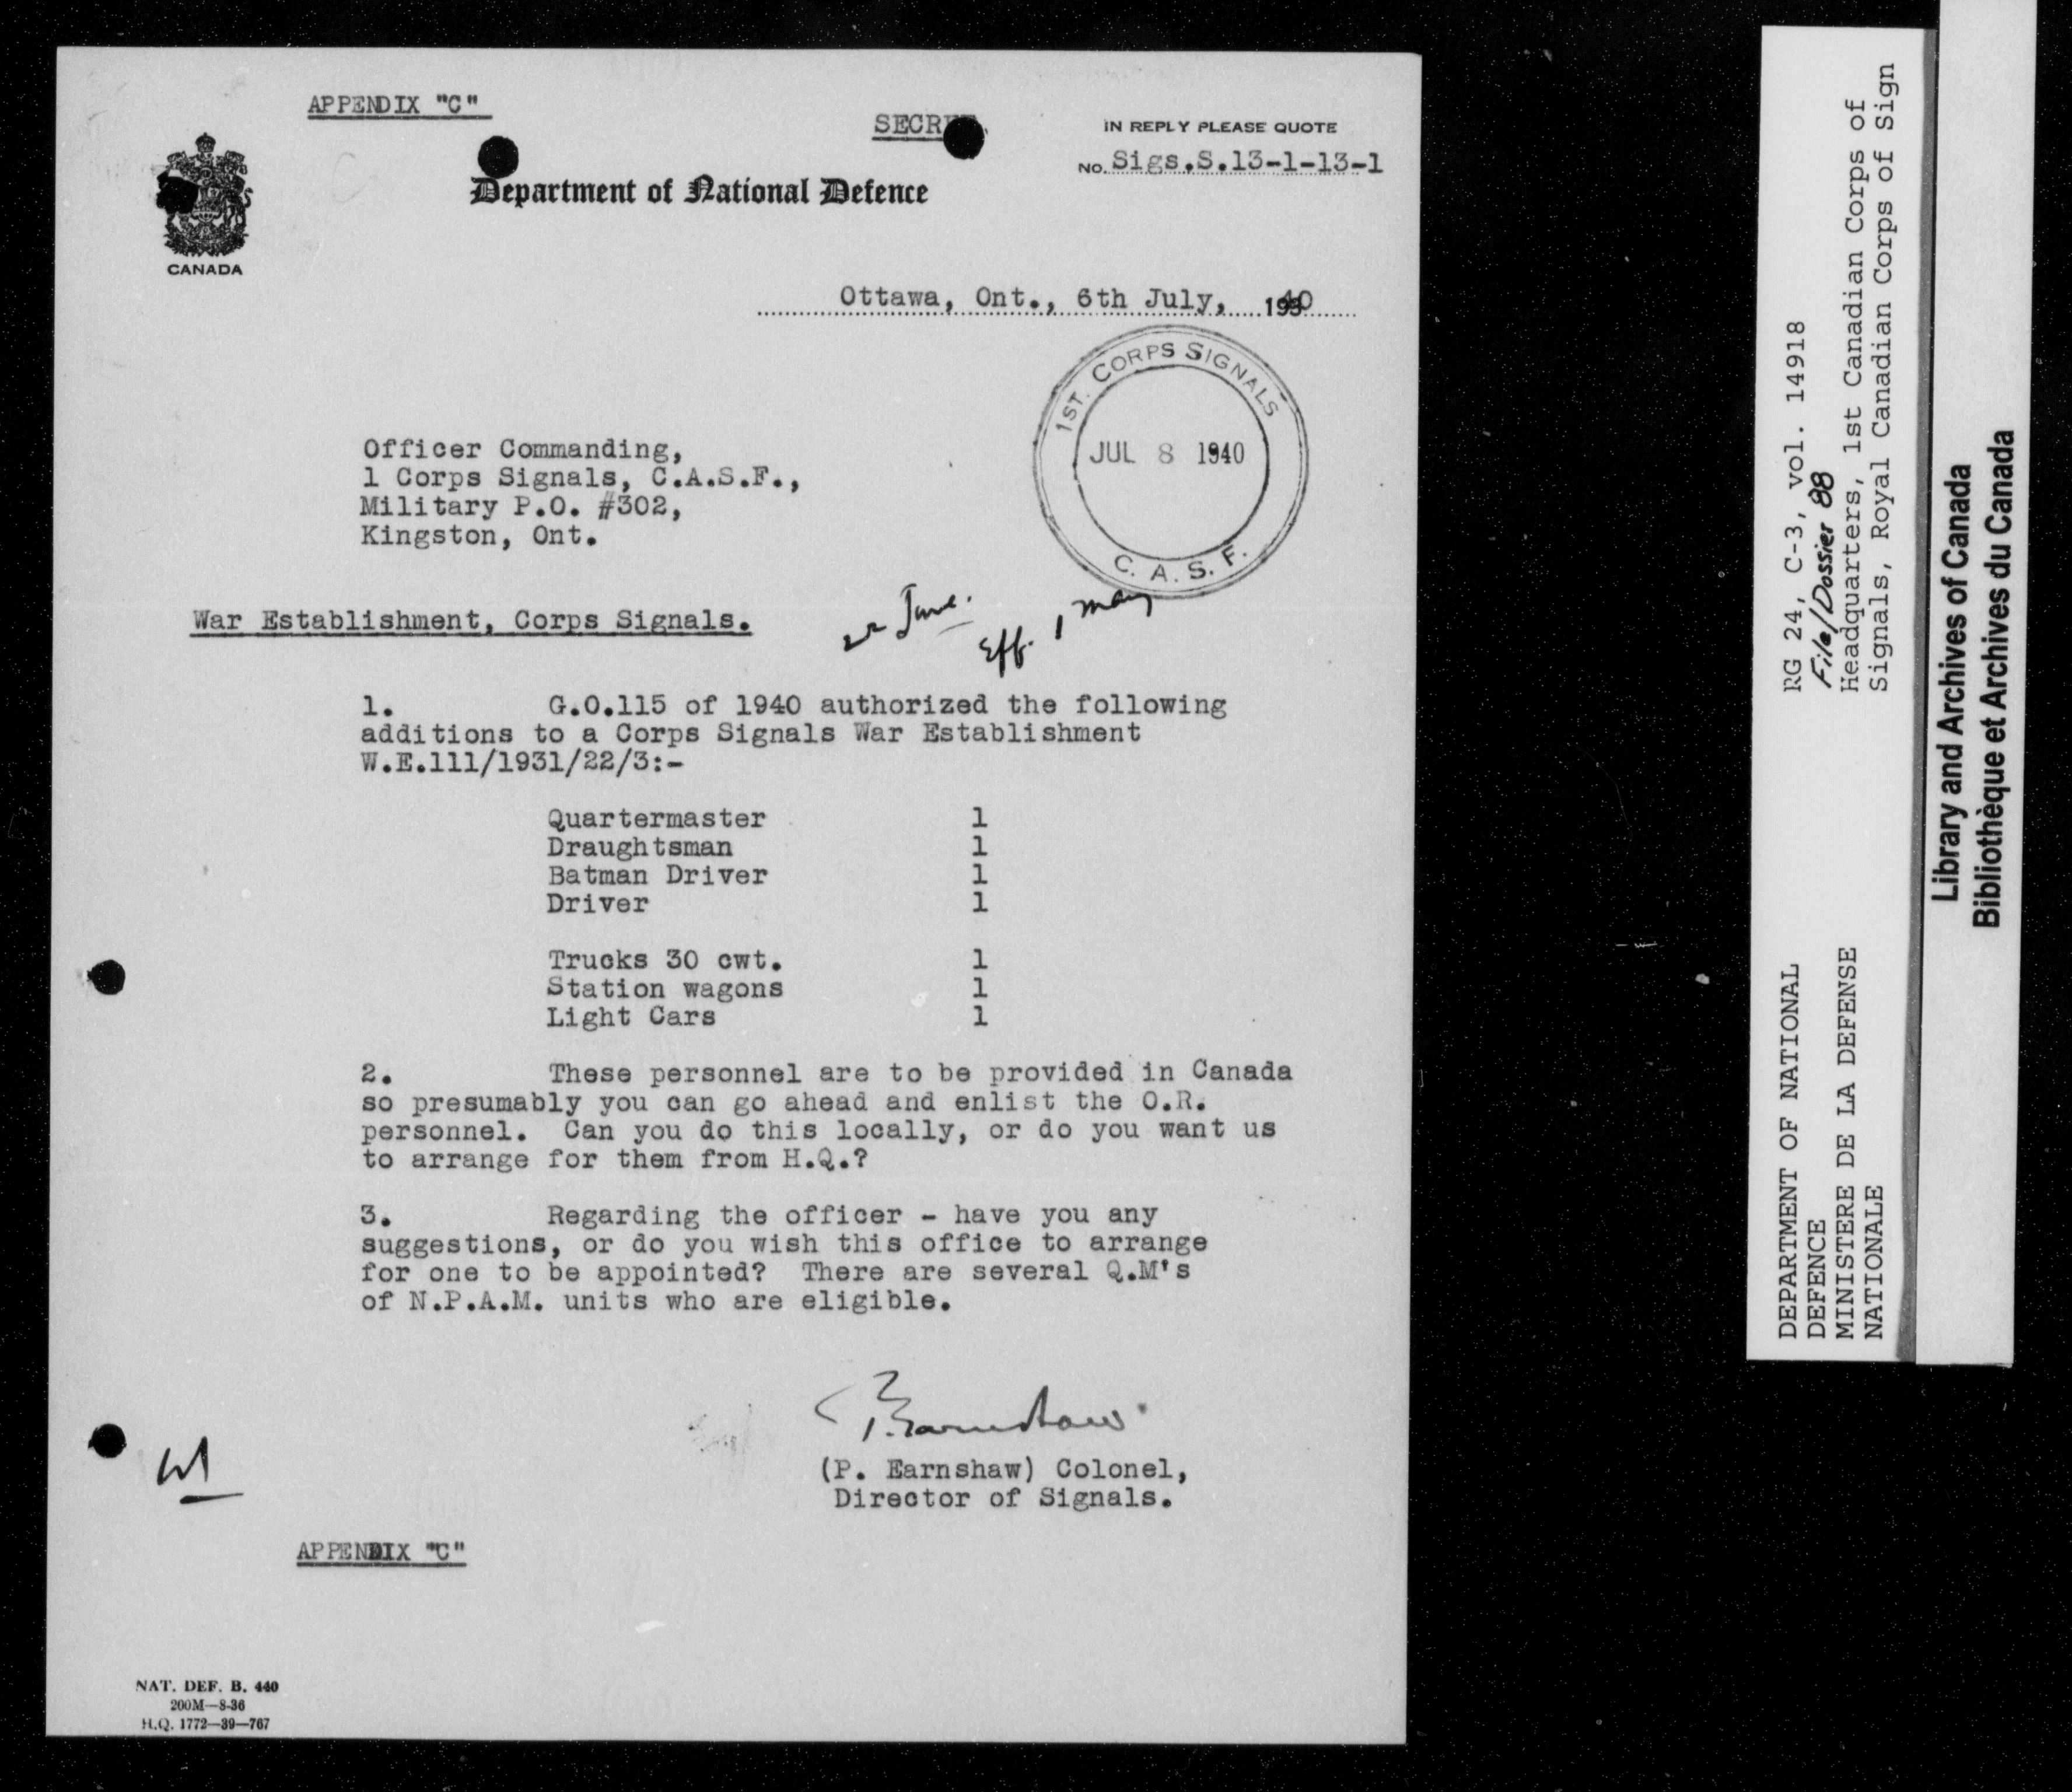 APPENDIX "C"
SECRET
IN REPLY PLEASE QUOTE
NO. Sigs.S.13-1-13-1
Department of National Defence
CANADA
Ottawa, Ont., 6th July, 1940
1ST. CORPS SIGNALS
JUL 8 1940
C. A. S. F.
Officer Commanding,
1 Corps Signals, C.A.S.F.,
Military P.O. #302,
Kingston, Ont.
War Establishment, Corps Signals.
June.
Eff. 1 May
1. G.O.115 of 1940 authorized the following
additions to a Corps Signals War Establishment
W.E.111/1931/22/3:-
Quartermaster 1
Draughtsman 1
Batman Driver 1
Driver 1
Trucks 30 cwt. 1
Station wagons 1
Light Cars 1
2. These personnel are to be provided in Canada
so presumably you can go ahead and enlist the O.R.
personnel. Can you do this locally, or do you want us
to arrange for them from H.Q.?
3. Regarding the officer - have you any
suggestions, or do you wish this office to arrange
for one to be appointed? There are several Q.M's
of N.P.A.M. units who are eligible.
P. Earnshaw
(P. Earnshaw) Colonel,
Director of Signals.
APPENDIX "C"
NAT. DEF. B. 440
200M—8-36
H.Q. 1772—39—767
RG 24, C-3, vol. 14918
File/Dossier 88
Headquarters, 1st Canadian Corps of
Signals, Royal Canadian Corps of Sign
DEPARTMENT OF NATIONAL
DEFENCE
MINISTERE DE LA DEFENSE
NATIONALE
Library and Archives of Canada
Bibliothèque et Archives du Canada